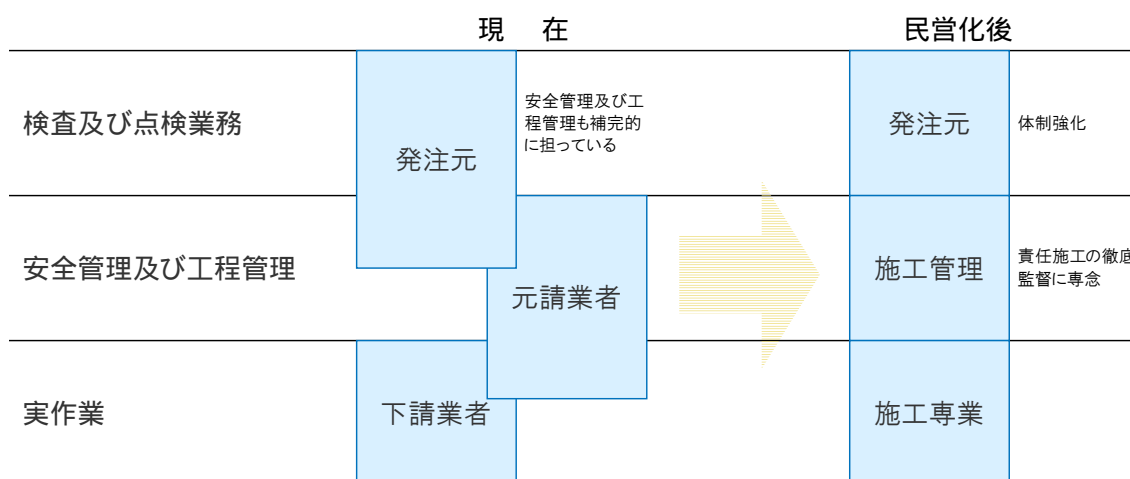 現 在
民営化後
検査及び点検業務
発注元
安全管理及び工
程管理も補完的
に担っている
発注元
体制強化
安全管理及び工程管理
元請業者
施工管理
責任施工の徹底
監督に専念
実作業
下請業者
施工専業